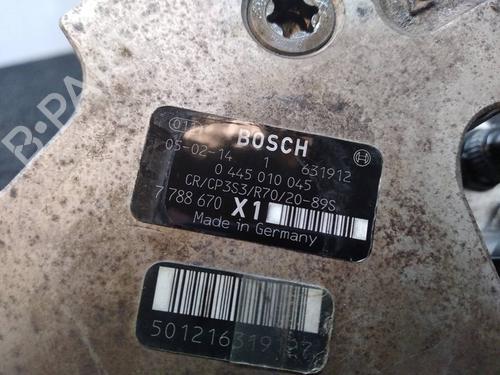 BOSCH
05-02-14 1 631912
0 445 010 045
CR/CP3S3/R70/20-89S
7 788 670 X1
Made in Germany
B-PARTS